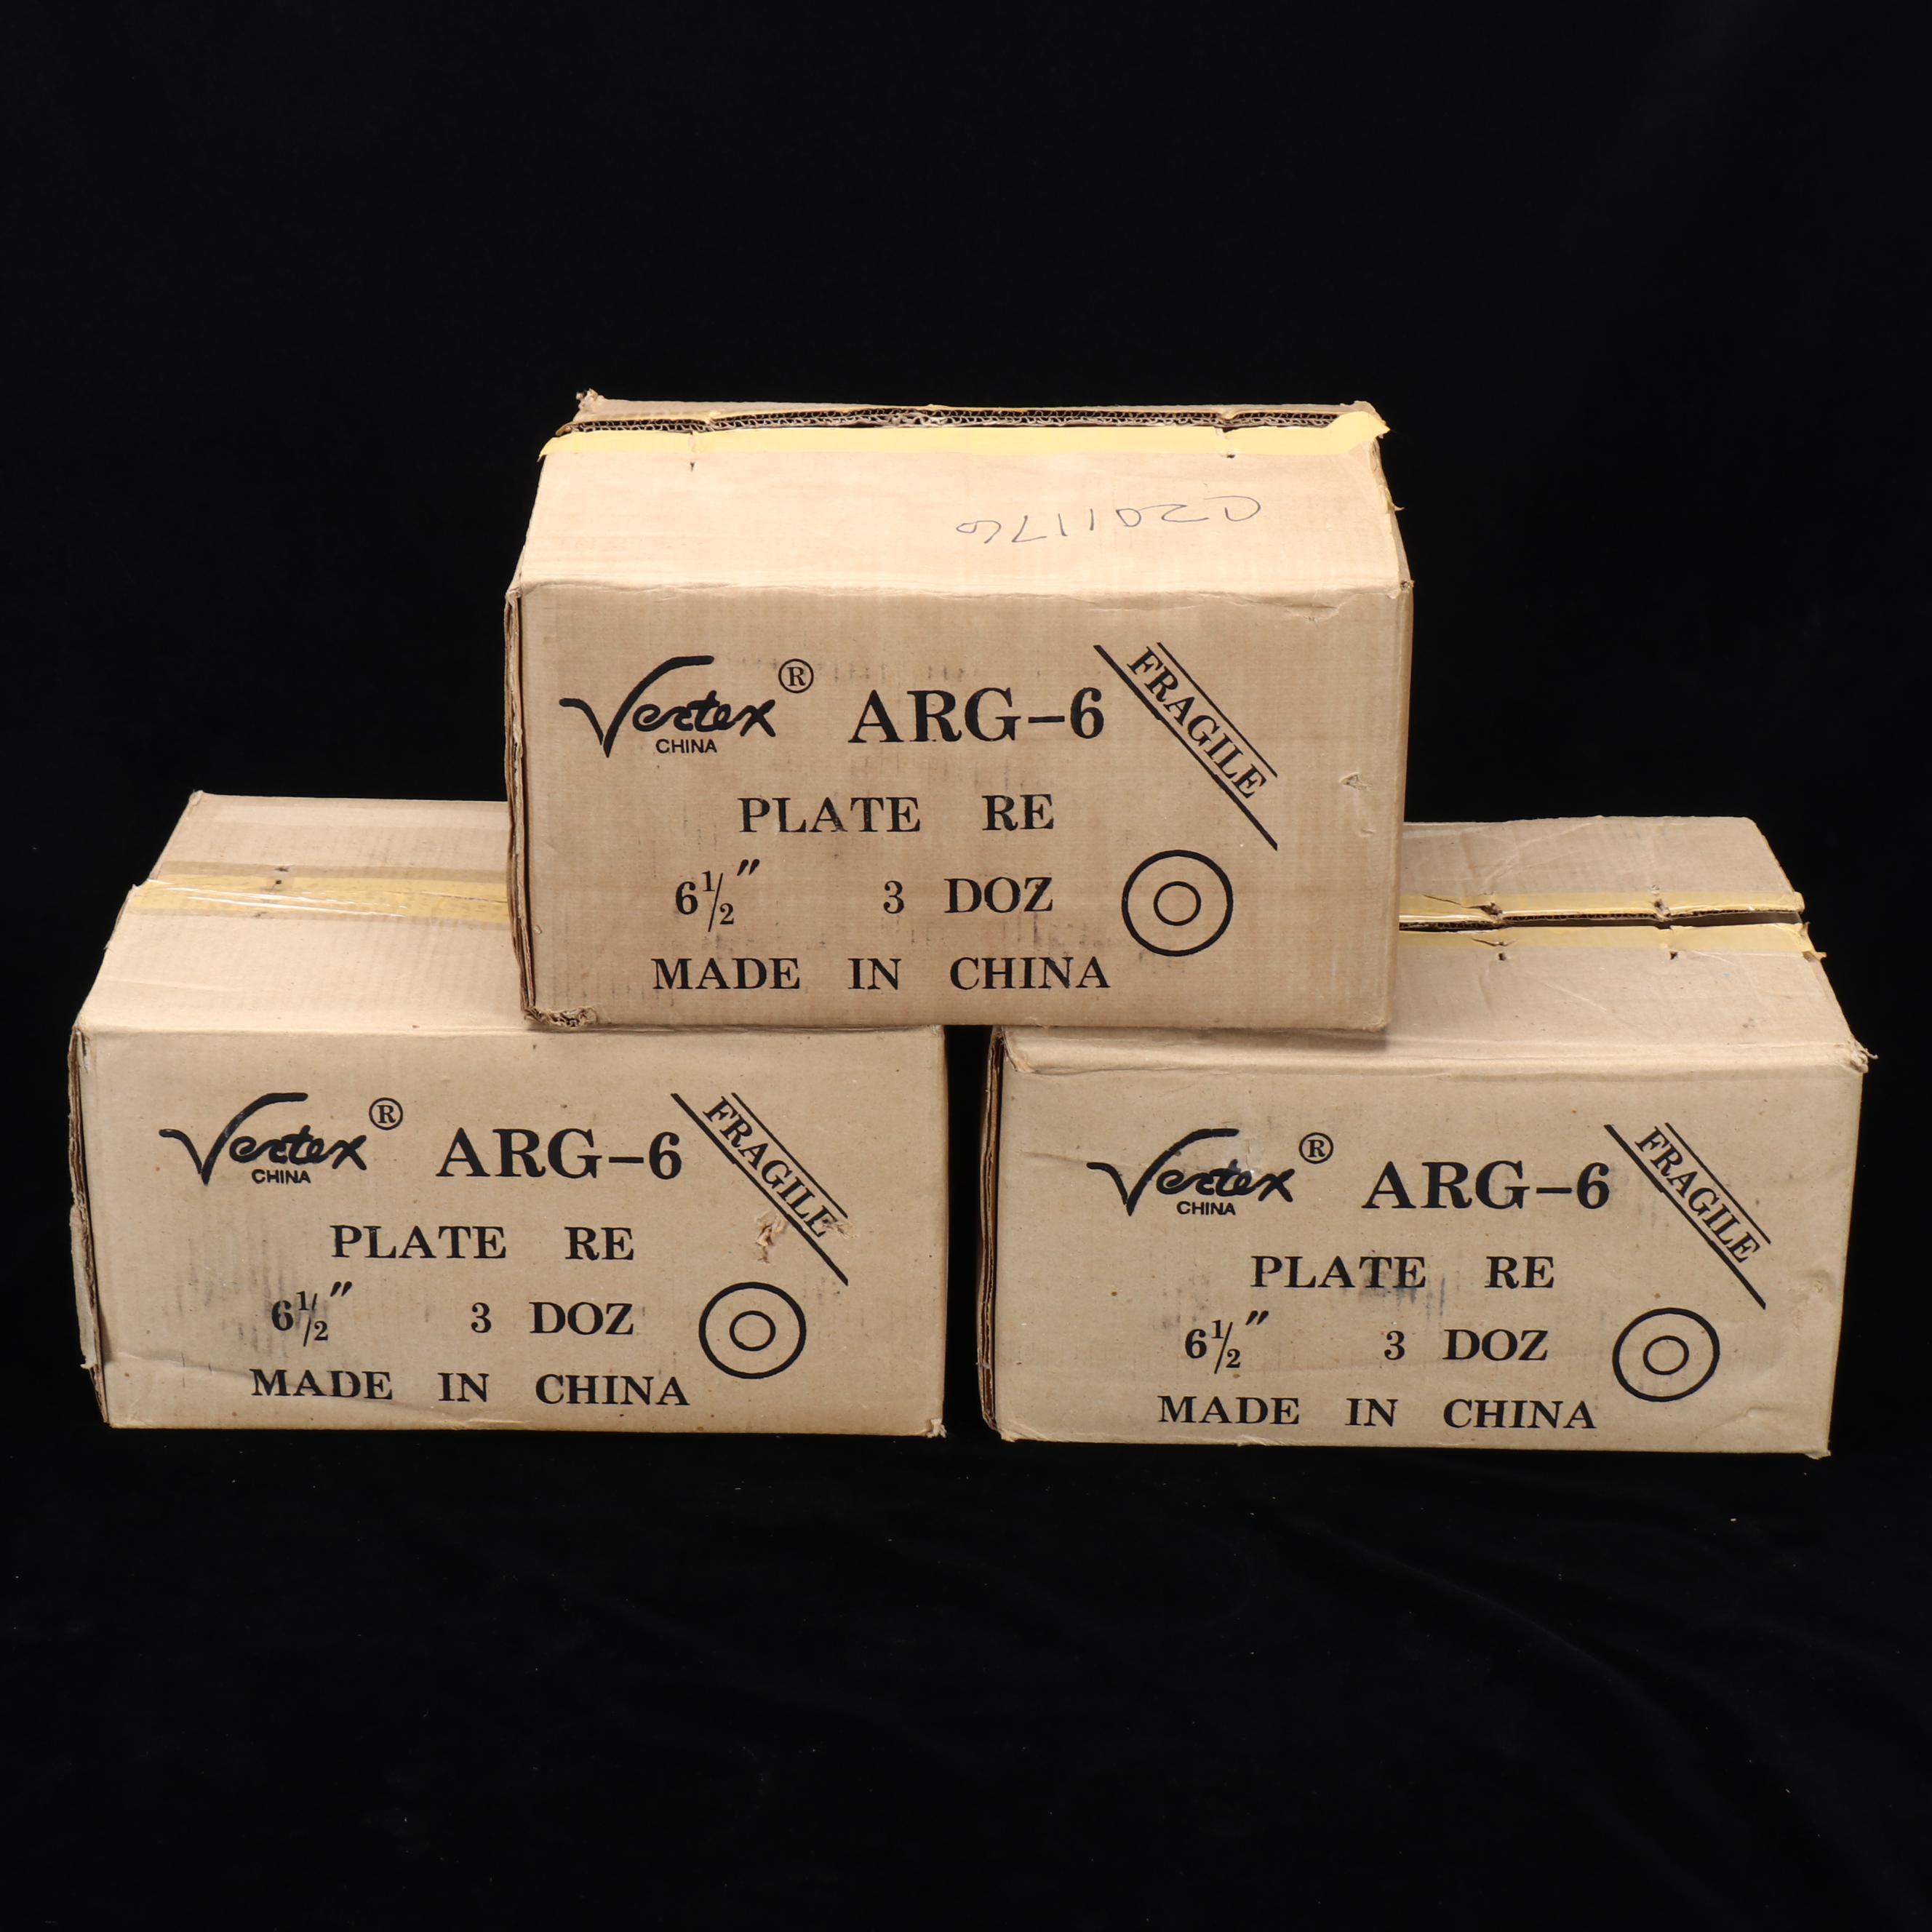 C201176
Vertex® ARG-6
CHINA
FRAGILE
PLATE RE
6½" 3 DOZ
MADE IN CHINA
Vertex® ARG-6
CHINA
FRAGILE
PLATE RE
6½" 3 DOZ
MADE IN CHINA
Vertex® ARG-6
CHINA
FRAGILE
PLATE RE
6½" 3 DOZ
MADE IN CHINA